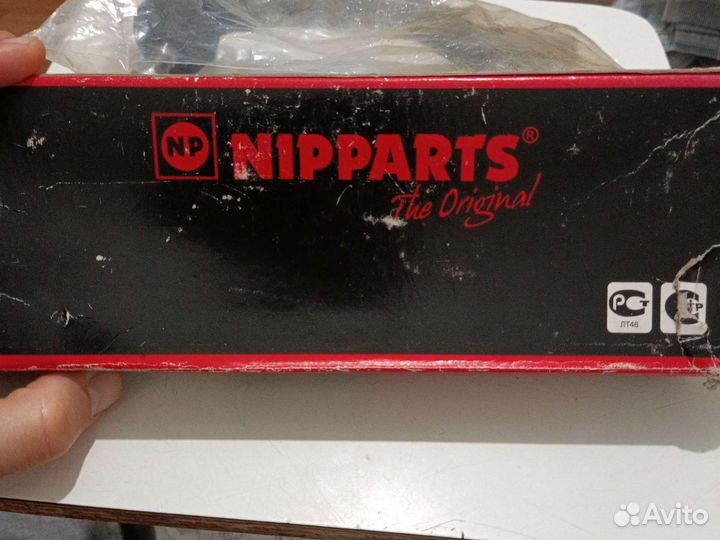 NP NIPPARTS®
The Original
РСТ
ЛТ46
Avito